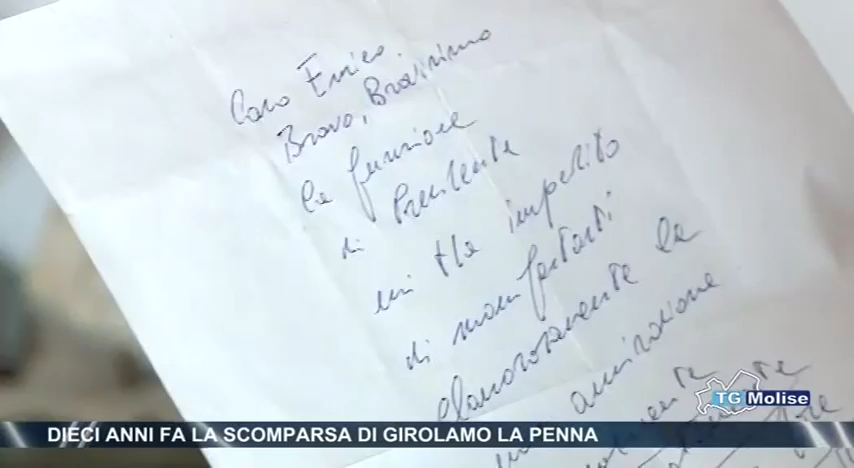 Caro Enrico
Bravo, Bravissimo
la funzione
di Presidente
mi ha impedito
di manifestarti
clamorosamente la
mia ammirazione
TG Molise
DIECI ANNI FA LA SCOMPARSA DI GIROLAMO LA PENNA